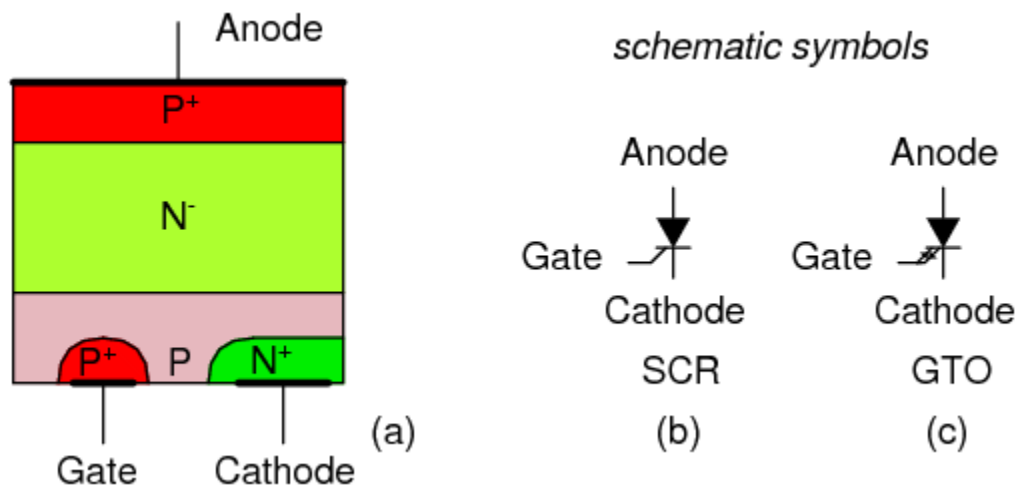 Anode
P+
N-
P+
P
N+
Gate
Cathode
(a)
schematic symbols
Anode
Gate
Cathode
SCR
(b)
Anode
Gate
Cathode
GTO
(c)